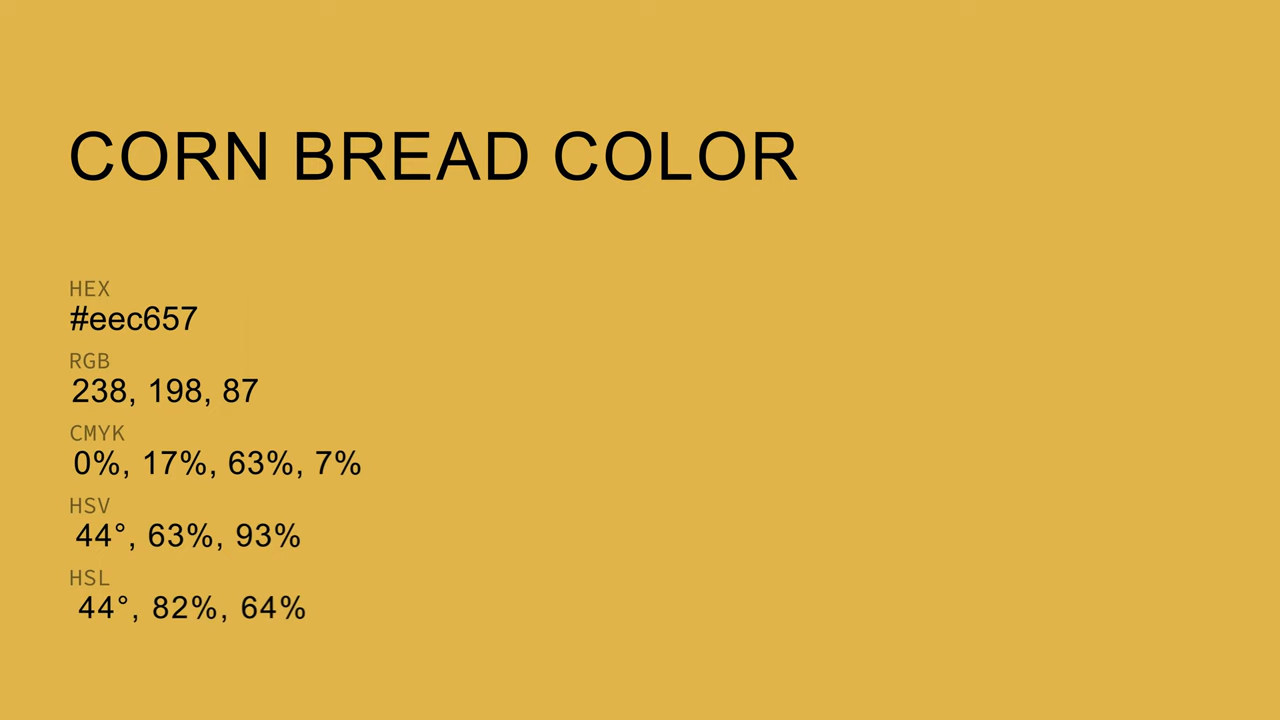 CORN BREAD COLOR
HEX
#eec657
RGB
238, 198, 87
CMYK
0%, 17%, 63%, 7%
HSV
44°, 63%, 93%
HSL
44°, 82%, 64%